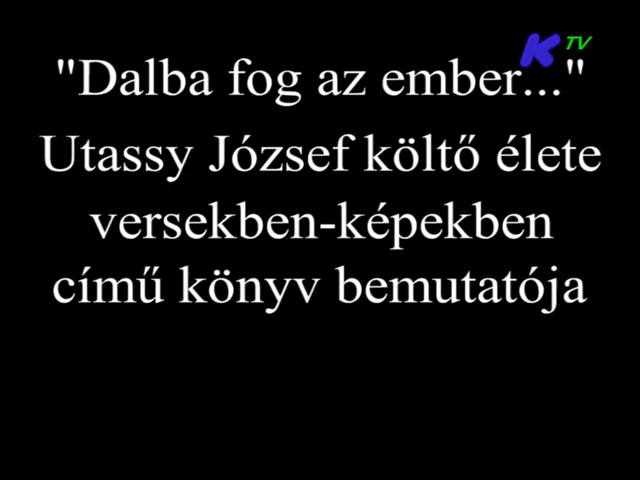 K TV
"Dalba fog az ember..."
Utassy József költő élete
versekben-képekben
című könyv bemutatója